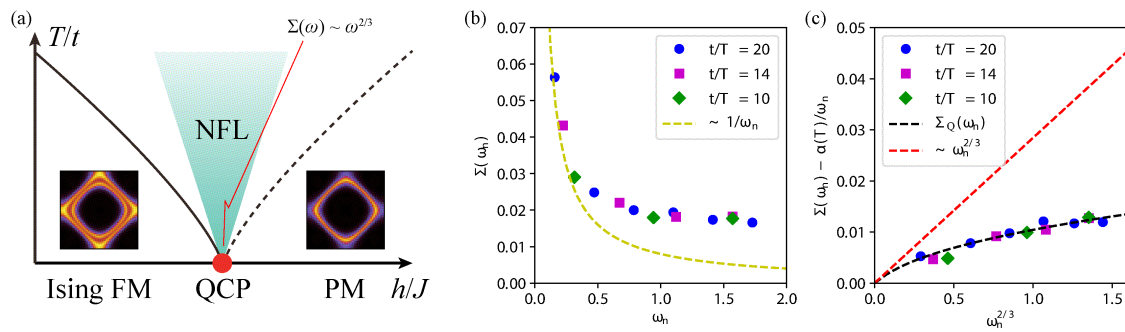 (a)
T/t
Σ(ω) ~ ω^{2/3}
NFL
Ising FM
QCP
PM
h/J
(b)
Σ(ω_n)
0.07
0.06
0.05
0.04
0.03
0.02
0.01
0.00
t/T = 20
t/T = 14
t/T = 10
~ 1/ω_n
0.0 0.5 1.0 1.5 2.0
ω_n
(c)
Σ(ω_n) − α(T)/ω_n
0.05
0.04
0.03
0.02
0.01
0.00
t/T = 20
t/T = 14
t/T = 10
Σ_Q(ω_n)
~ ω_n^{2/3}
0.0 0.5 1.0 1.5
ω_n^{2/3}